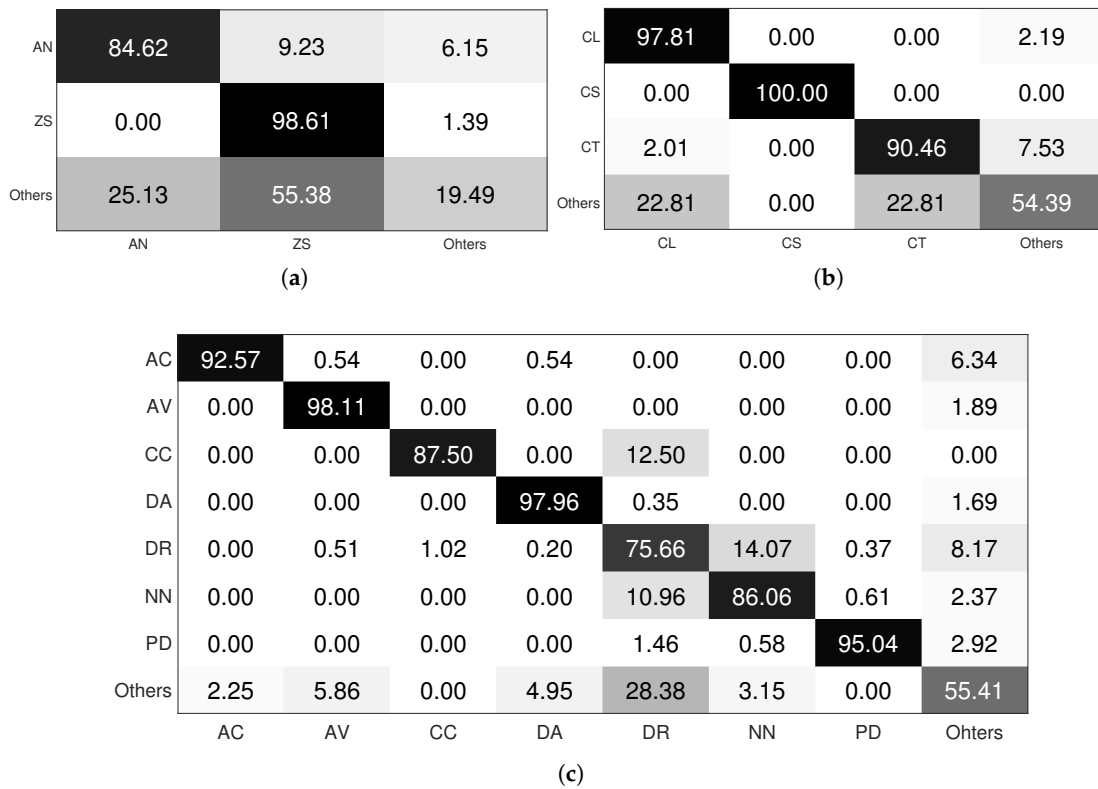 AN 84.62 9.23 6.15
ZS 0.00 98.61 1.39
Others 25.13 55.38 19.49
AN ZS Ohters
(a)
CL 97.81 0.00 0.00 2.19
CS 0.00 100.00 0.00 0.00
CT 2.01 0.00 90.46 7.53
Others 22.81 0.00 22.81 54.39
CL CS CT Others
(b)
AC 92.57 0.54 0.00 0.54 0.00 0.00 0.00 6.34
AV 0.00 98.11 0.00 0.00 0.00 0.00 0.00 1.89
CC 0.00 0.00 87.50 0.00 12.50 0.00 0.00 0.00
DA 0.00 0.00 0.00 97.96 0.35 0.00 0.00 1.69
DR 0.00 0.51 1.02 0.20 75.66 14.07 0.37 8.17
NN 0.00 0.00 0.00 0.00 10.96 86.06 0.61 2.37
PD 0.00 0.00 0.00 0.00 1.46 0.58 95.04 2.92
Others 2.25 5.86 0.00 4.95 28.38 3.15 0.00 55.41
AC AV CC DA DR NN PD Ohters
(c)